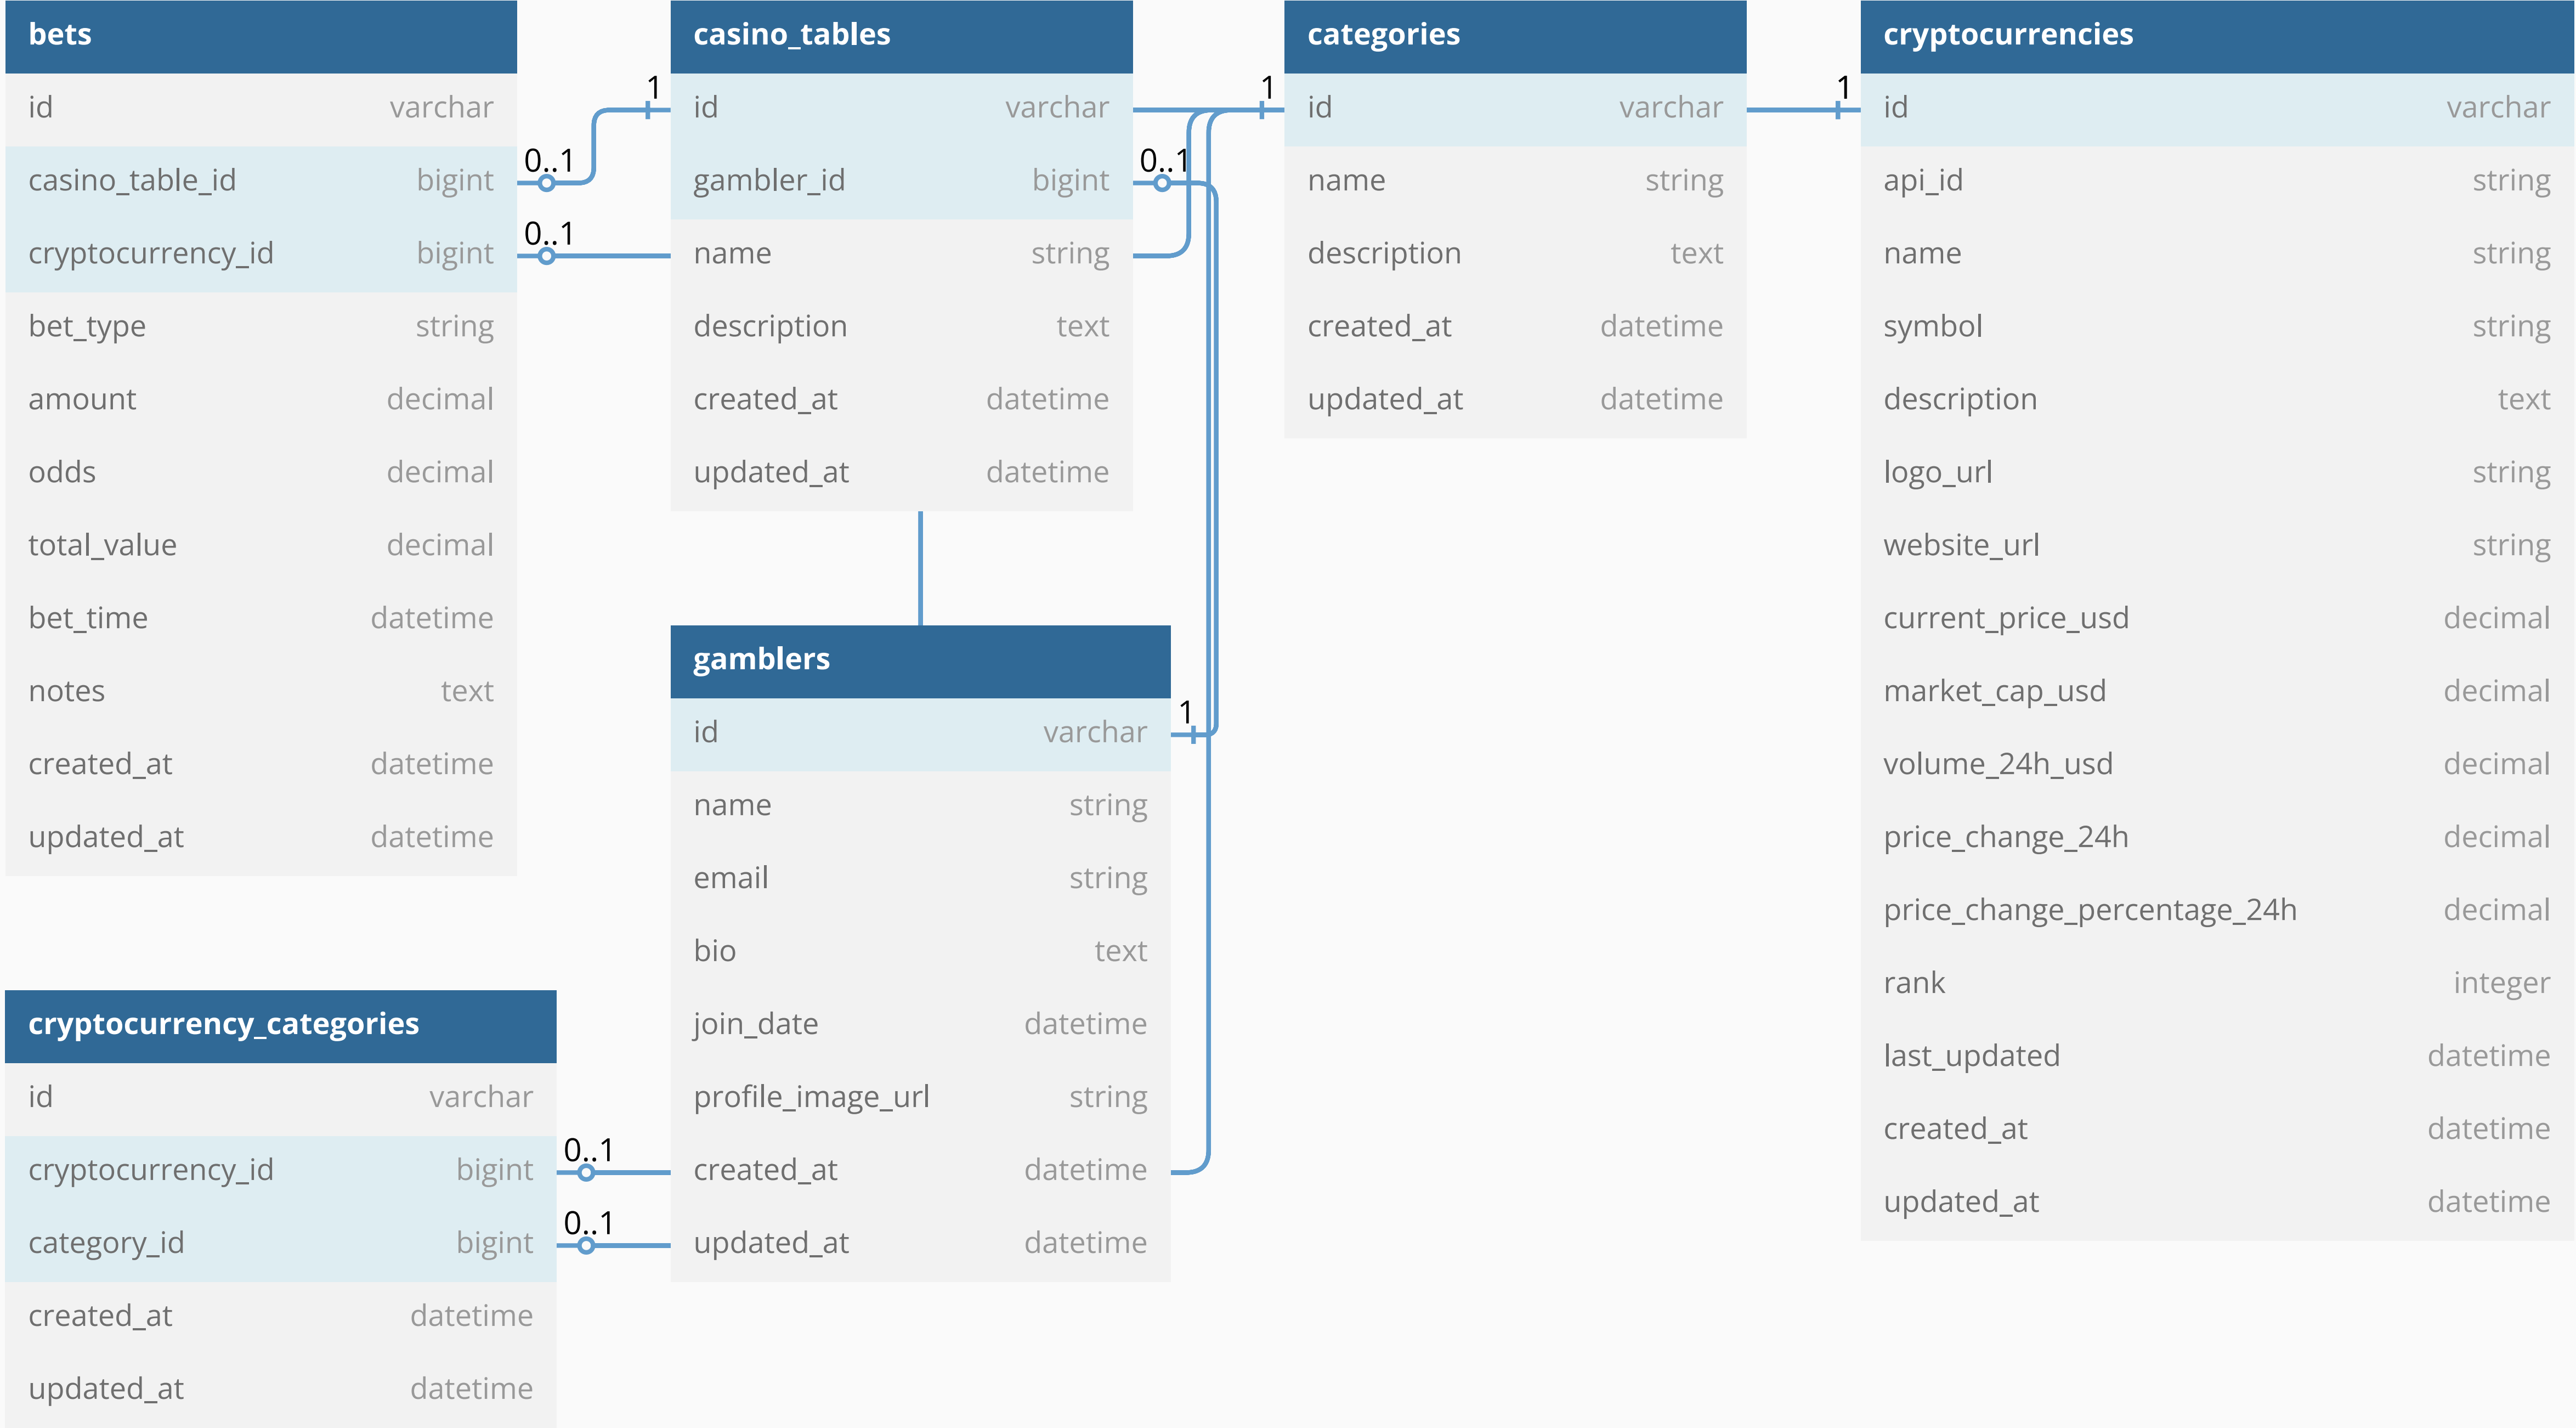 bets
id varchar
casino_table_id bigint
cryptocurrency_id bigint
bet_type string
amount decimal
odds decimal
total_value decimal
bet_time datetime
notes text
created_at datetime
updated_at datetime
0..1
0..1
1
casino_tables
id varchar
gambler_id bigint
name string
description text
created_at datetime
updated_at datetime
0..1
1
categories
id varchar
name string
description text
created_at datetime
updated_at datetime
1
cryptocurrencies
id varchar
api_id string
name string
symbol string
description text
logo_url string
website_url string
current_price_usd decimal
market_cap_usd decimal
volume_24h_usd decimal
price_change_24h decimal
price_change_percentage_24h decimal
rank integer
last_updated datetime
created_at datetime
updated_at datetime
gamblers
id varchar
name string
email string
bio text
join_date datetime
profile_image_url string
created_at datetime
updated_at datetime
1
cryptocurrency_categories
id varchar
cryptocurrency_id bigint
category_id bigint
created_at datetime
updated_at datetime
0..1
0..1